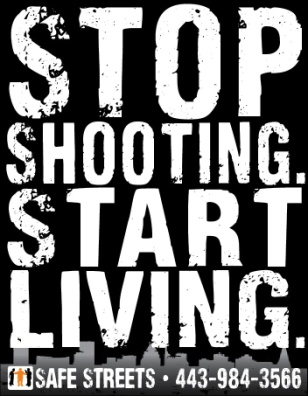 STOP
SHOOTING.
START
LIVING.
SAFE STREETS • 443-984-3566